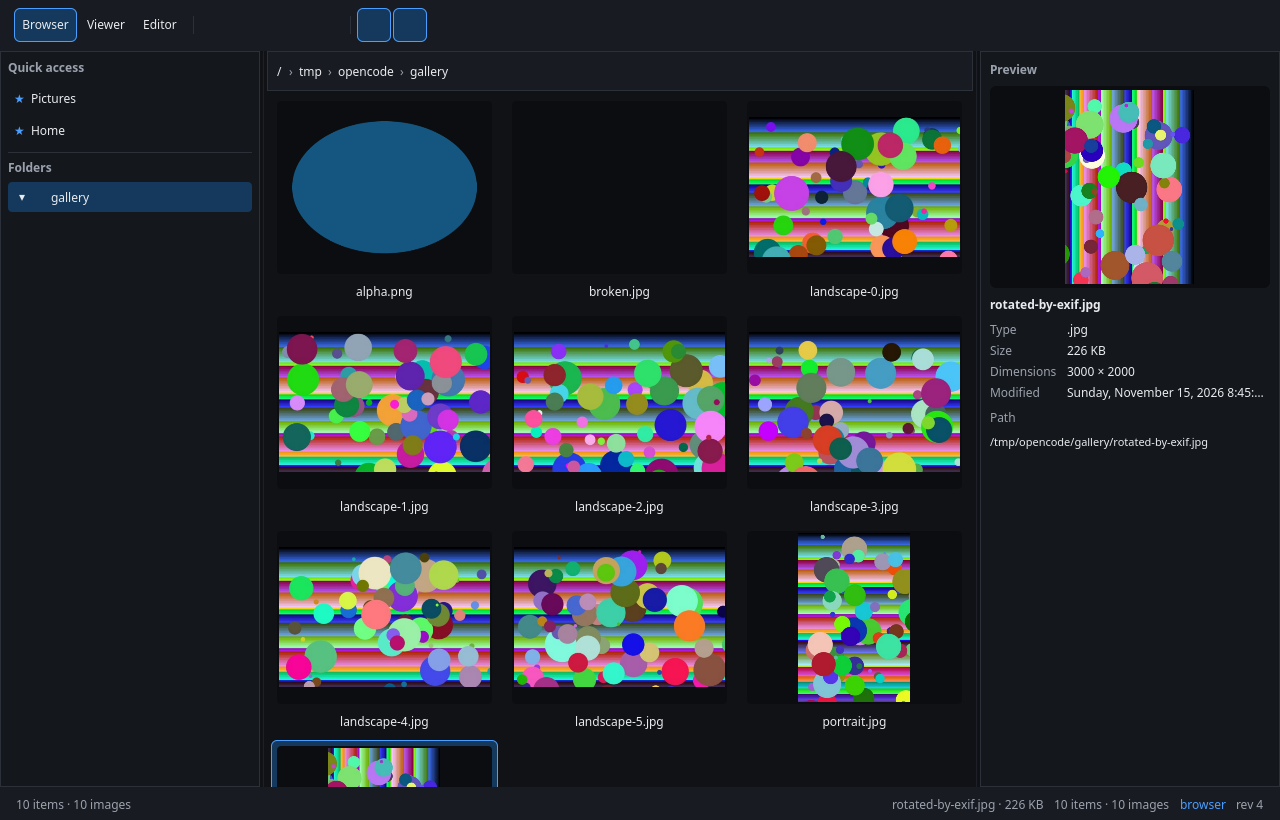 Browser Viewer Editor
Quick access
★ Pictures
★ Home
Folders
▼ gallery
/ › tmp › opencode › gallery
alpha.png broken.jpg landscape-0.jpg
landscape-1.jpg landscape-2.jpg landscape-3.jpg
landscape-4.jpg landscape-5.jpg portrait.jpg
Preview
rotated-by-exif.jpg
Type .jpg
Size 226 KB
Dimensions 3000 × 2000
Modified Sunday, November 15, 2026 8:45:...
Path
/tmp/opencode/gallery/rotated-by-exif.jpg
10 items · 10 images rotated-by-exif.jpg · 226 KB 10 items · 10 images browser rev 4